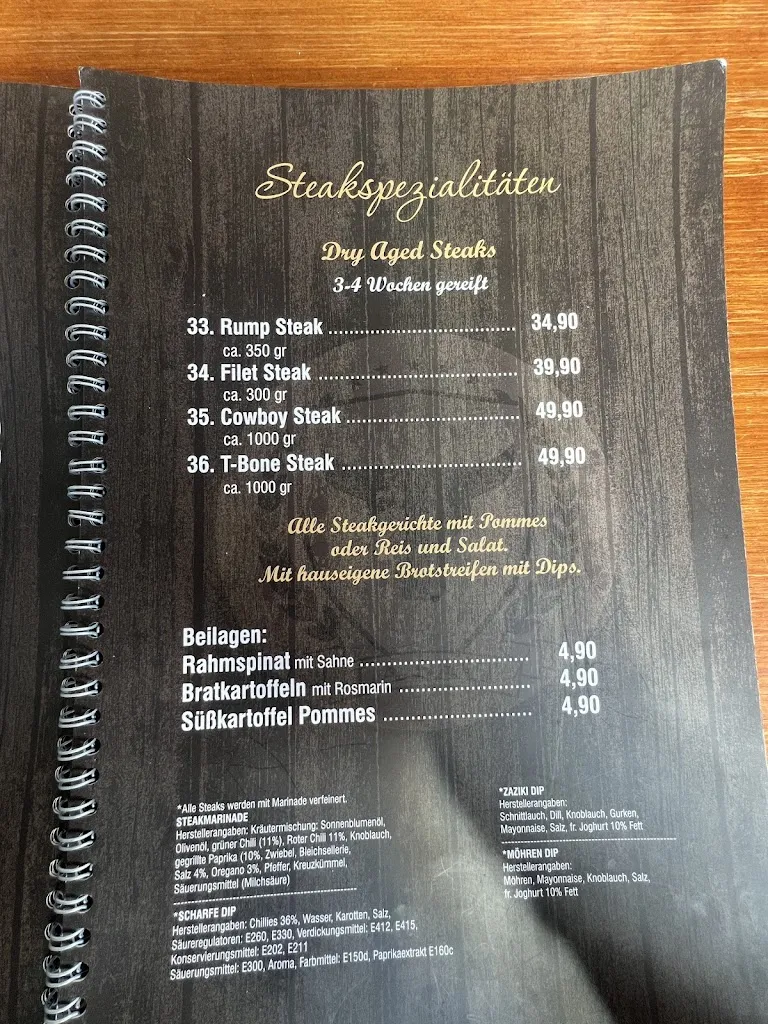 Steakspezialitäten
Dry Aged Steaks
3-4 Wochen gereift
33. Rump Steak ................................ 34,90
ca. 350 gr
34. Filet Steak .................................. 39,90
ca. 300 gr
35. Cowboy Steak ............................. 49,90
ca. 1000 gr
36. T-Bone Steak .............................. 49,90
ca. 1000 gr
Alle Steakgerichte mit Pommes
oder Reis und Salat.
Mit hauseigene Brotstreifen mit Dips.
Beilagen:
Rahmspinat mit Sahne ............................. 4,90
Bratkartoffeln mit Rosmarin ...................... 4,90
Süßkartoffel Pommes ......................... 4,90
*Alle Steaks werden mit Marinade verfeinert.
STEAKMARINADE
Herstellerangaben: Kräutermischung: Sonnenblumenöl,
Olivenöl, grüner Chili (11%), Roter Chili 11%, Knoblauch,
gegrillte Paprika (10%, Zwiebel, Bleichsellerie,
Salz 4%, Oregano 3%, Pfeffer, Kreuzkümmel,
Säuerungsmittel (Milchsäure)
*SCHARFE DIP
Herstellerangaben: Chillies 36%, Wasser, Karotten, Salz,
Säureregulatoren: E260, E330, Verdickungsmittel: E412, E415,
Konservierungsmittel: E202, E211
Säuerungsmittel: E300, Aroma, Farbmittel: E150d, Paprikaextrakt E160c
*ZAZIKI DIP
Herstellerangaben:
Schnittlauch, Dill, Knoblauch, Gurken,
Mayonnaise, Salz, fr. Joghurt 10% Fett
*MÖHREN DIP
Herstellerangaben:
Möhren, Mayonnaise, Knoblauch, Salz,
fr. Joghurt 10% Fett